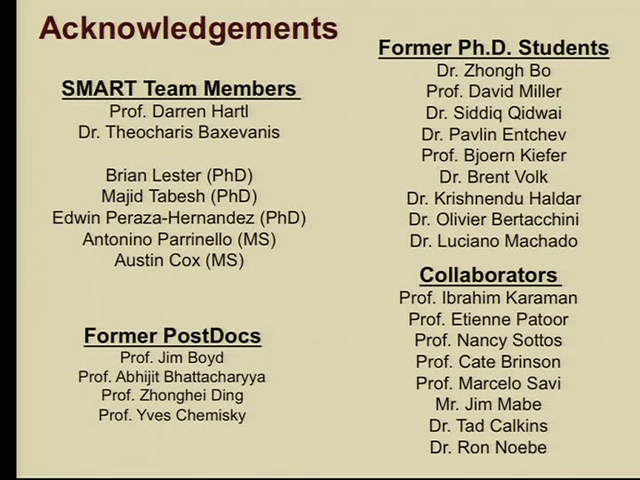 Acknowledgements
SMART Team Members
Prof. Darren Hartl
Dr. Theocharis Baxevanis
Brian Lester (PhD)
Majid Tabesh (PhD)
Edwin Peraza-Hernandez (PhD)
Antonino Parrinello (MS)
Austin Cox (MS)
Former PostDocs
Prof. Jim Boyd
Prof. Abhijit Bhattacharyya
Prof. Zhonghei Ding
Prof. Yves Chemisky
Former Ph.D. Students
Dr. Zhongh Bo
Prof. David Miller
Dr. Siddiq Qidwai
Dr. Pavlin Entchev
Prof. Bjoern Kiefer
Dr. Brent Volk
Dr. Krishnendu Haldar
Dr. Olivier Bertacchini
Dr. Luciano Machado
Collaborators
Prof. Ibrahim Karaman
Prof. Etienne Patoor
Prof. Nancy Sottos
Prof. Cate Brinson
Prof. Marcelo Savi
Mr. Jim Mabe
Dr. Tad Calkins
Dr. Ron Noebe